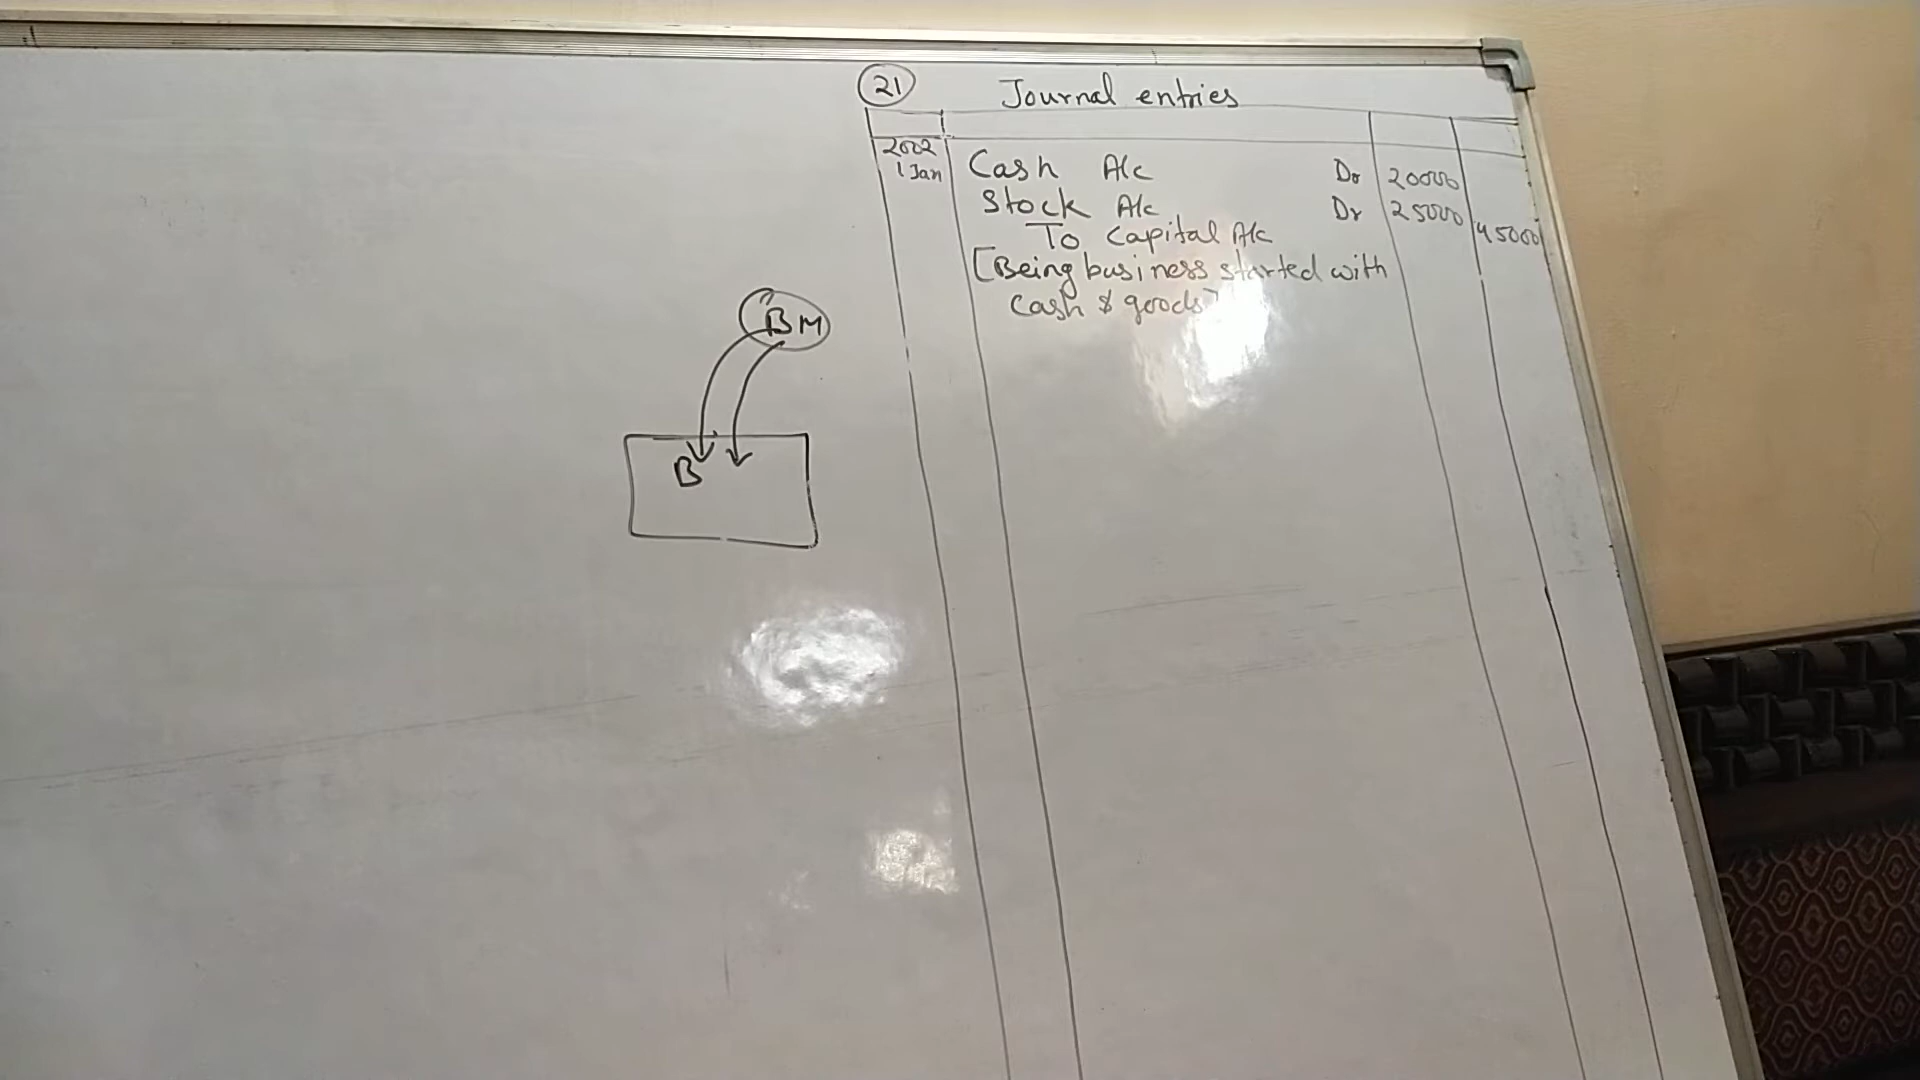 21 Journal entries
2002
1 Jan Cash A/c Dr 20000
Stock A/c Dr 25000
To Capital A/c 45000
[Being business started with
Cash & goods]
BM
B